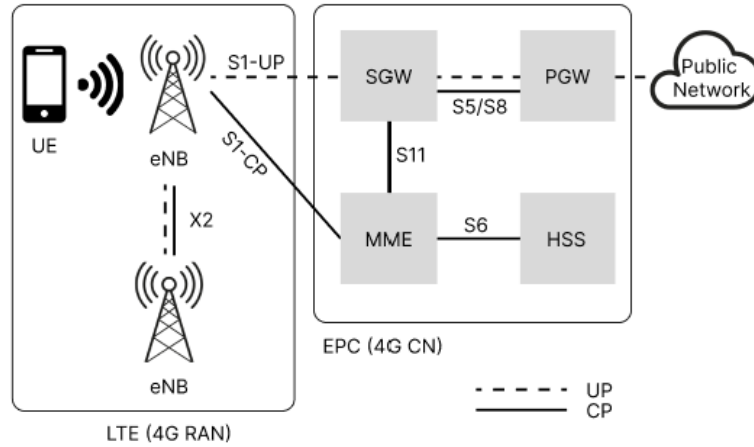 S1-UP
SGW
PGW
Public
Network
UE
eNB
S1-CP
S5/S8
S11
X2
MME
S6
HSS
eNB
EPC (4G CN)
UP
CP
LTE (4G RAN)